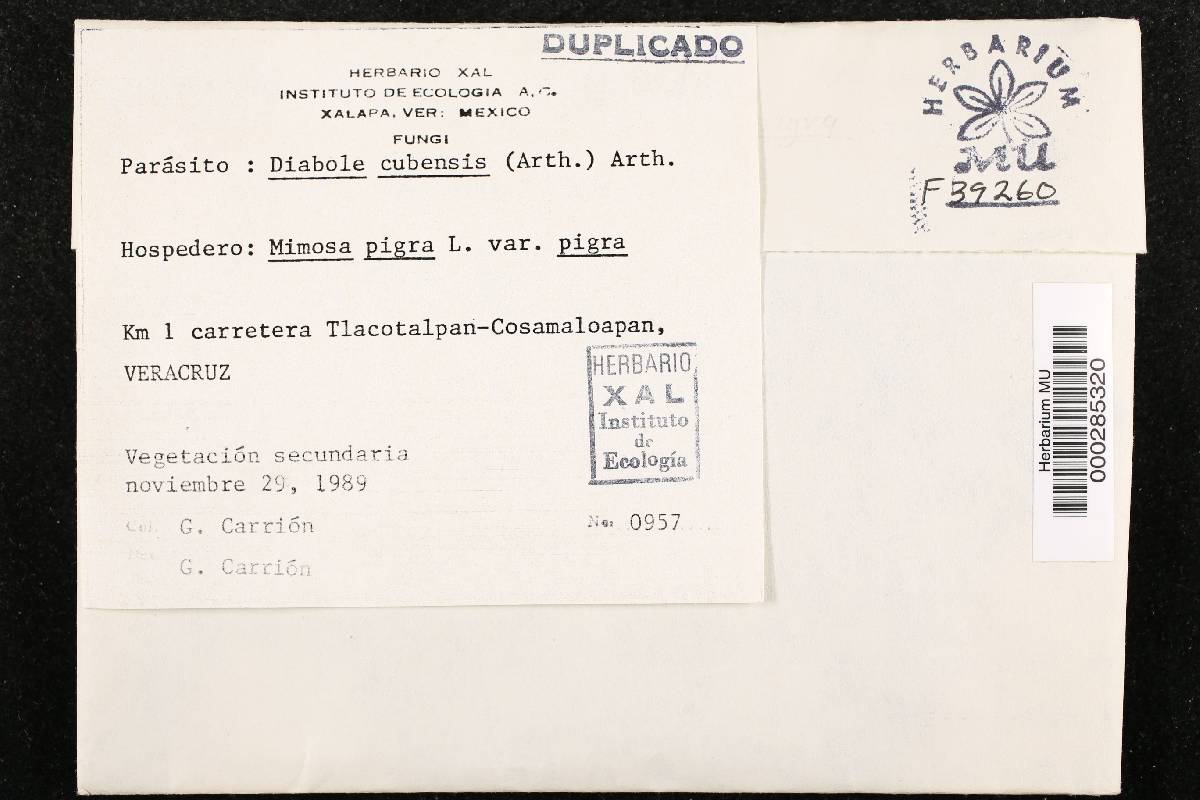 DUPLICADO
HERBARIO XAL
INSTITUTO DE ECOLOGIA A.C.
XALAPA, VER: MEXICO
FUNGI
Parásito : Diabole cubensis (Arth.) Arth.
Hospedero: Mimosa pigra L. var. pigra
Km 1 carretera Tlacotalpan-Cosamaloapan,
VERACRUZ
HERBARIO
XAL
Instituto
de
Ecología
Vegetación secundaria
noviembre 29, 1989
Col. G. Carrión
No: 0957
G. Carrión
HERBARIUM
MU
F39260
Herbarium MU
000285320